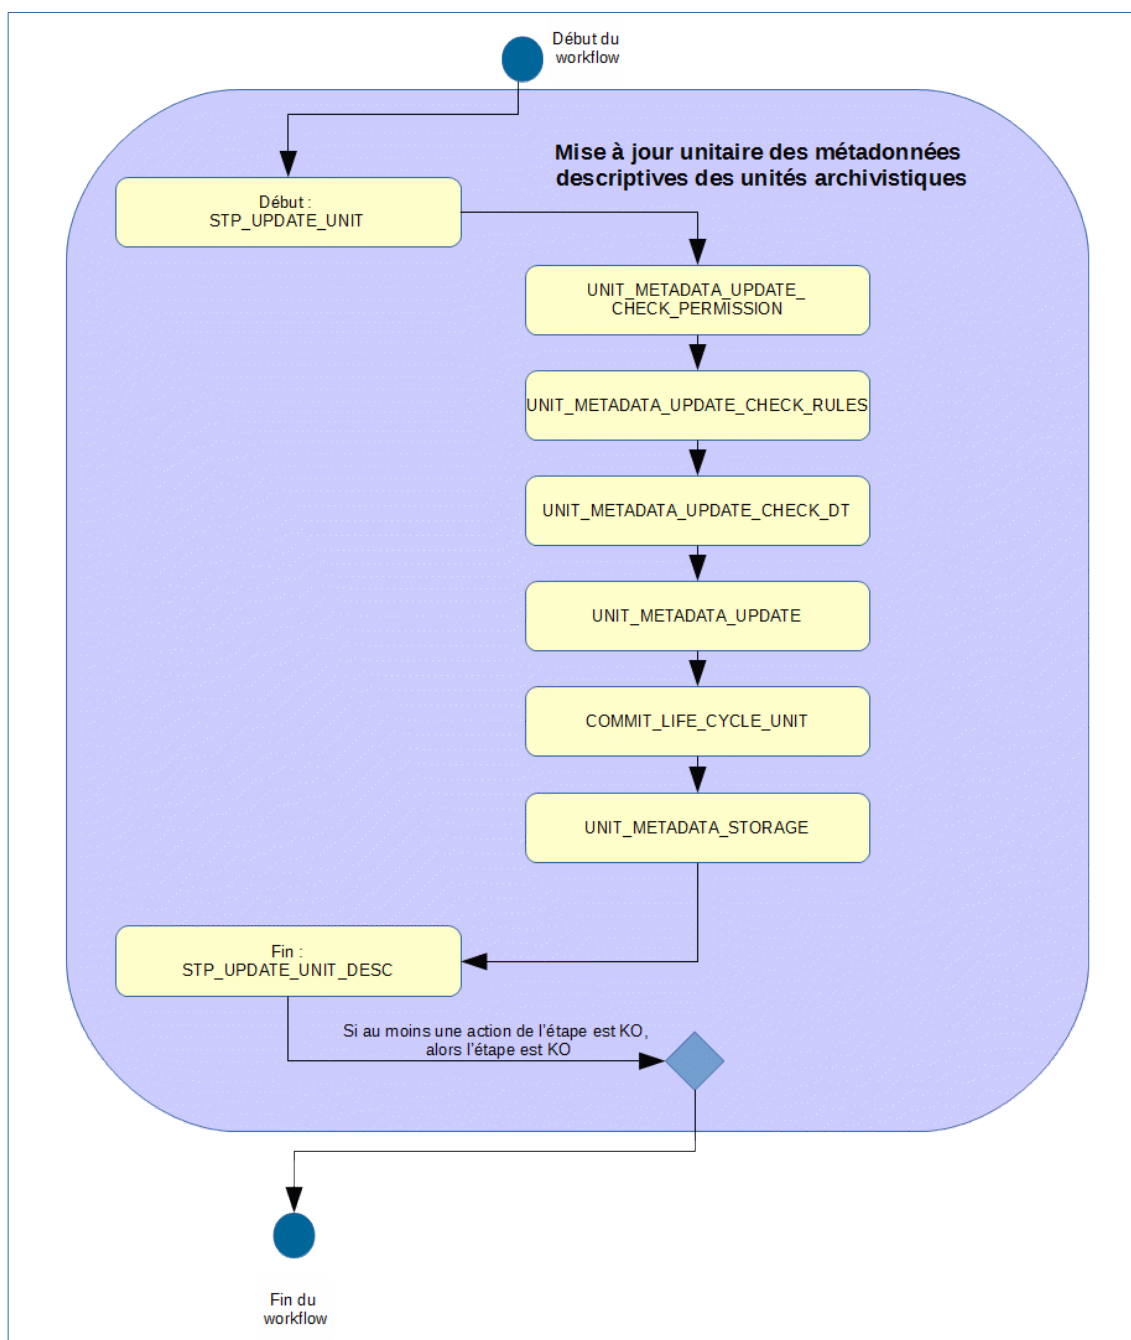 Début du
workflow
Mise à jour unitaire des métadonnées
descriptives des unités archivistiques
Début :
STP_UPDATE_UNIT
UNIT_METADATA_UPDATE_
CHECK_PERMISSION
UNIT_METADATA_UPDATE_CHECK_RULES
UNIT_METADATA_UPDATE_CHECK_DT
UNIT_METADATA_UPDATE
COMMIT_LIFE_CYCLE_UNIT
UNIT_METADATA_STORAGE
Fin :
STP_UPDATE_UNIT_DESC
Si au moins une action de l’étape est KO,
alors l’étape est KO
Fin du
workflow